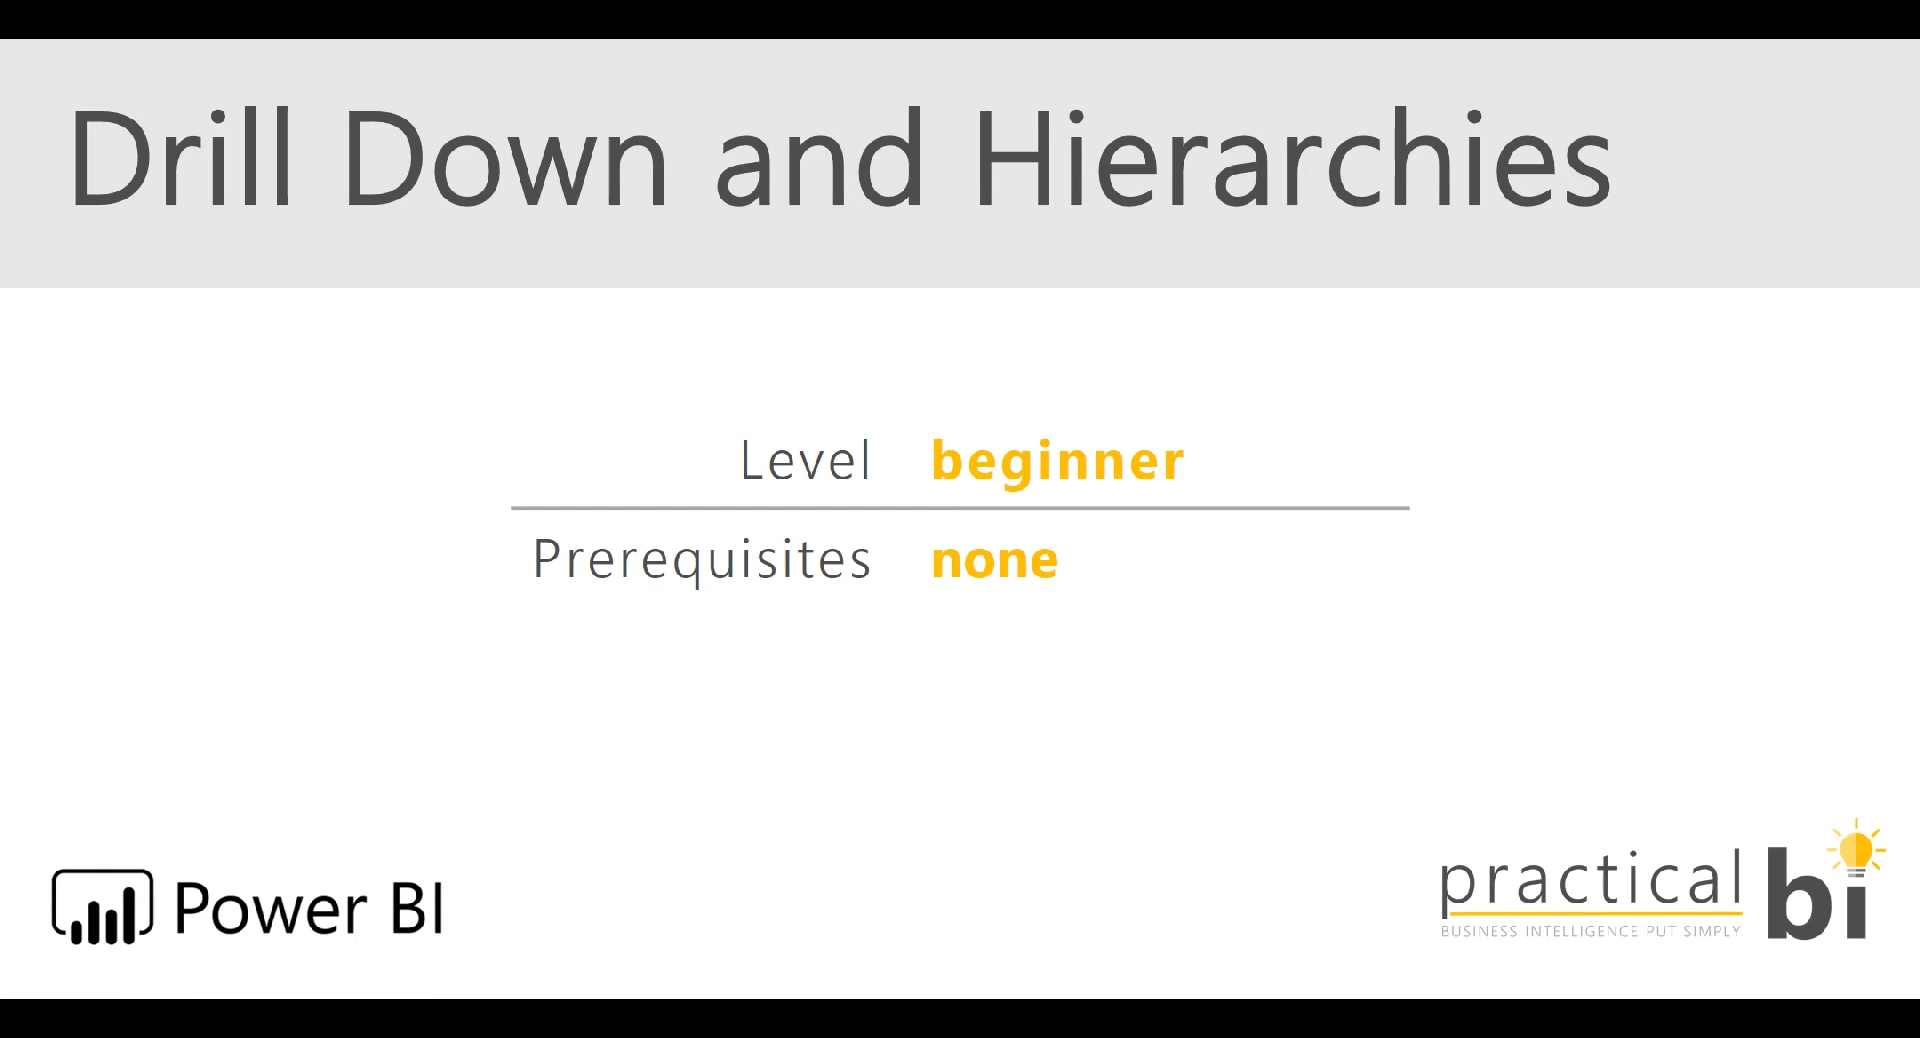 Drill Down and Hierarchies
Level beginner
Prerequisites none
Power BI
practical bi
BUSINESS INTELLIGENCE PUT SIMPLY